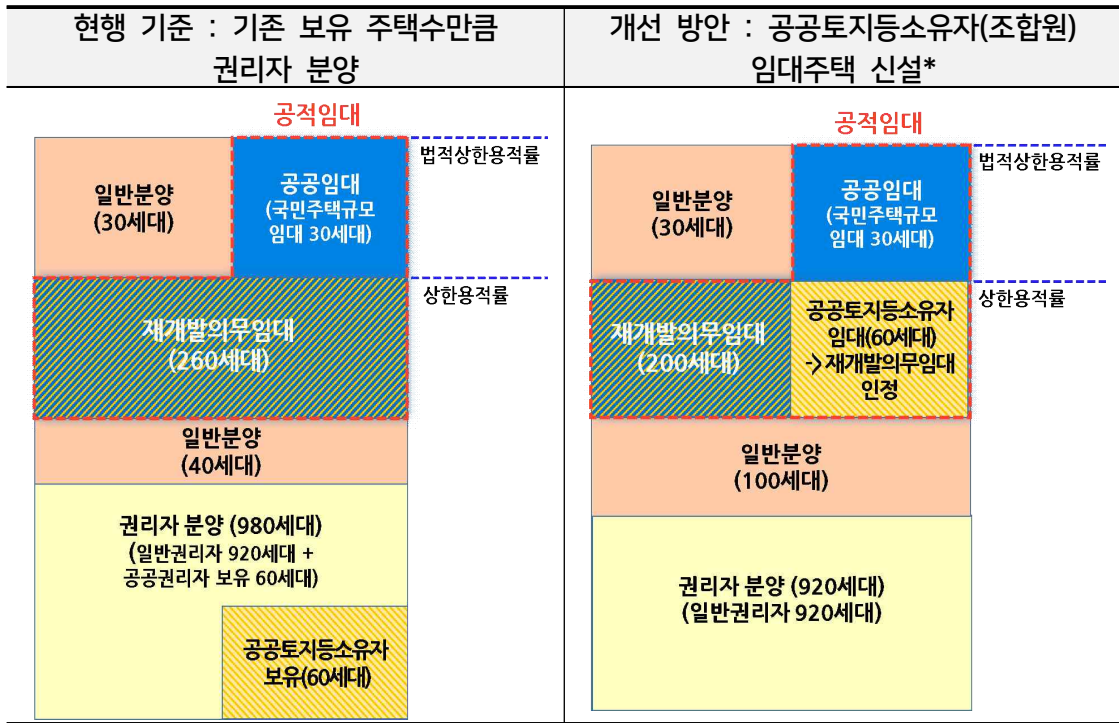 현행 기준 : 기존 보유 주택수만큼
권리자 분양
개선 방안 : 공공토지등소유자(조합원)
임대주택 신설*
공적임대
법적상한용적률
일반분양
(30세대)
공공임대
(국민주택규모
임대 30세대)
상한용적률
재개발의무임대
(260세대)
일반분양
(40세대)
권리자 분양 (980세대)
(일반권리자 920세대 +
공공권리자 보유 60세대)
공공토지등소유자
보유(60세대)
공적임대
법적상한용적률
일반분양
(30세대)
공공임대
(국민주택규모
임대 30세대)
상한용적률
재개발의무임대
(200세대)
공공토지등소유자
임대(60세대)
->재개발의무임대
인정
일반분양
(100세대)
권리자 분양 (920세대)
(일반권리자 920세대)